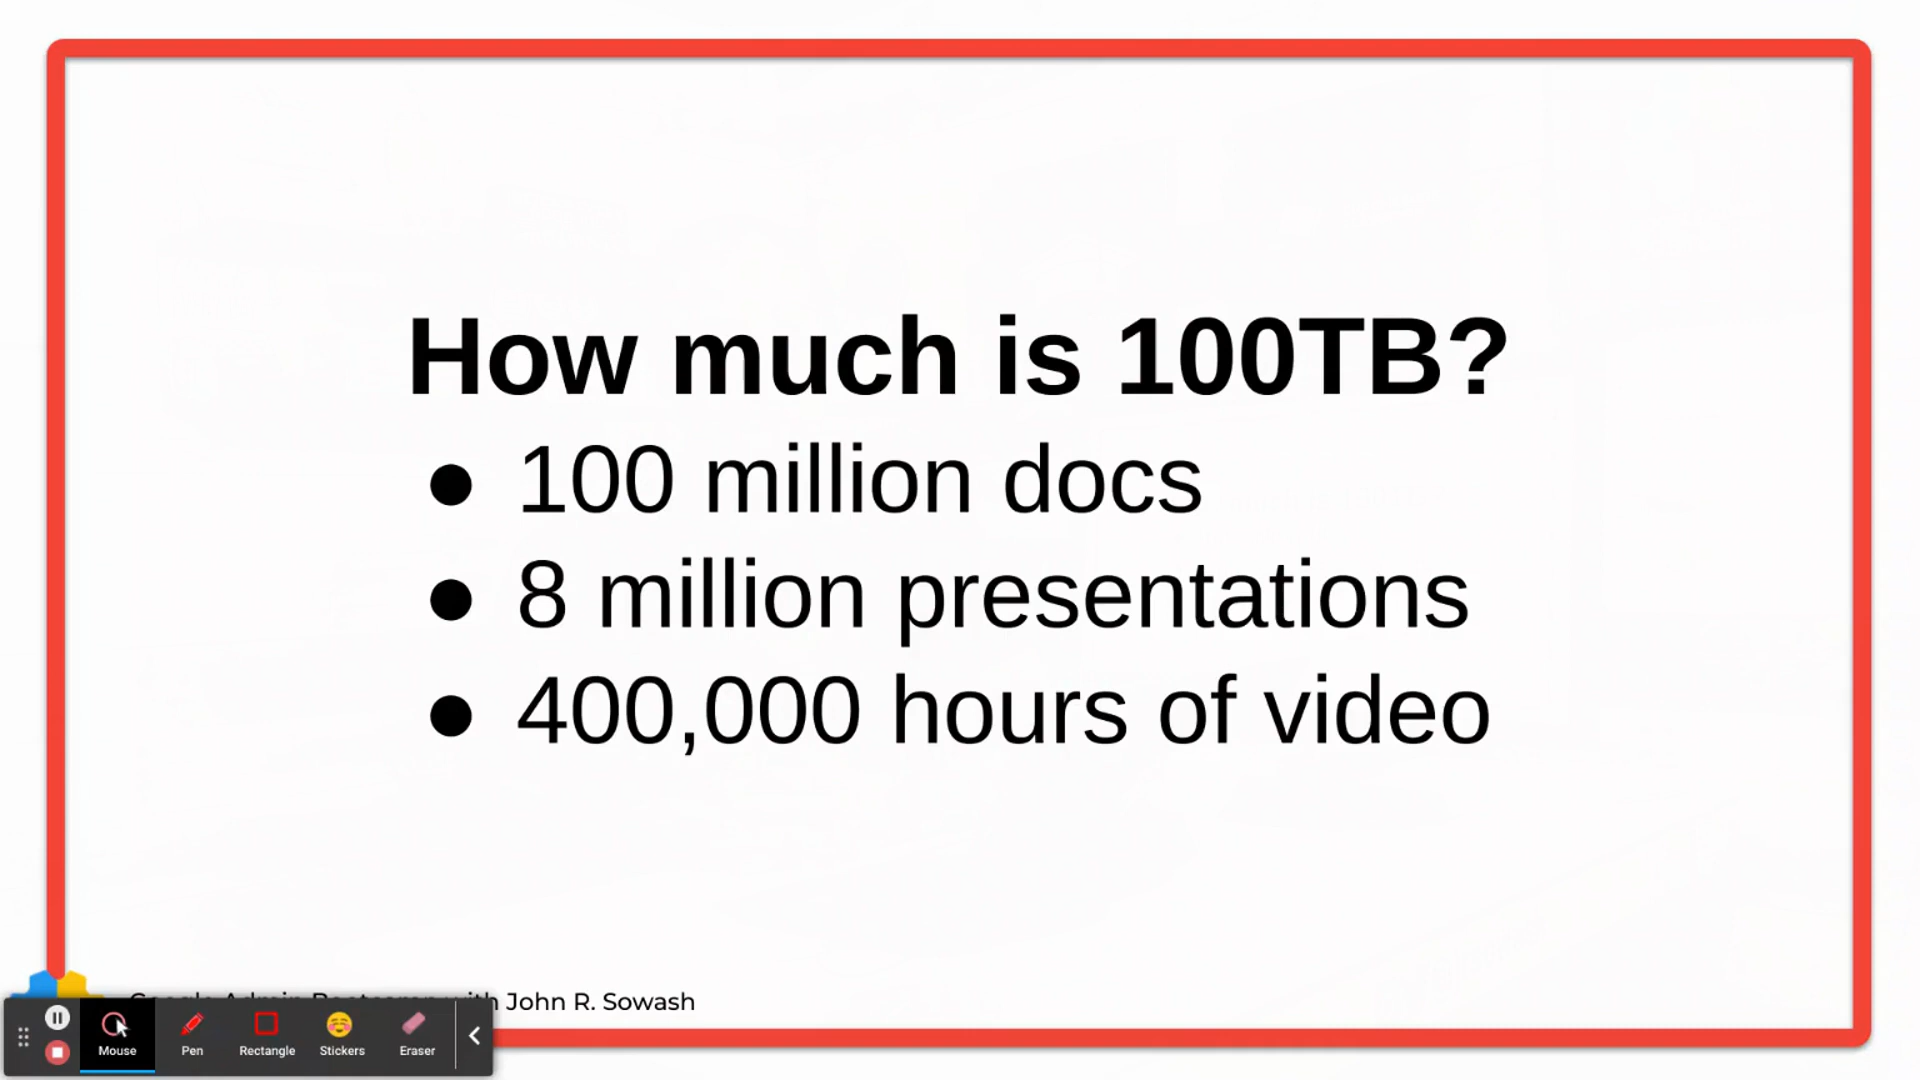 How much is 100TB?
● 100 million docs
● 8 million presentations
● 400,000 hours of video
Google Admin Bootcamp with John R. Sowash
Mouse
Pen
Rectangle
Stickers
Eraser